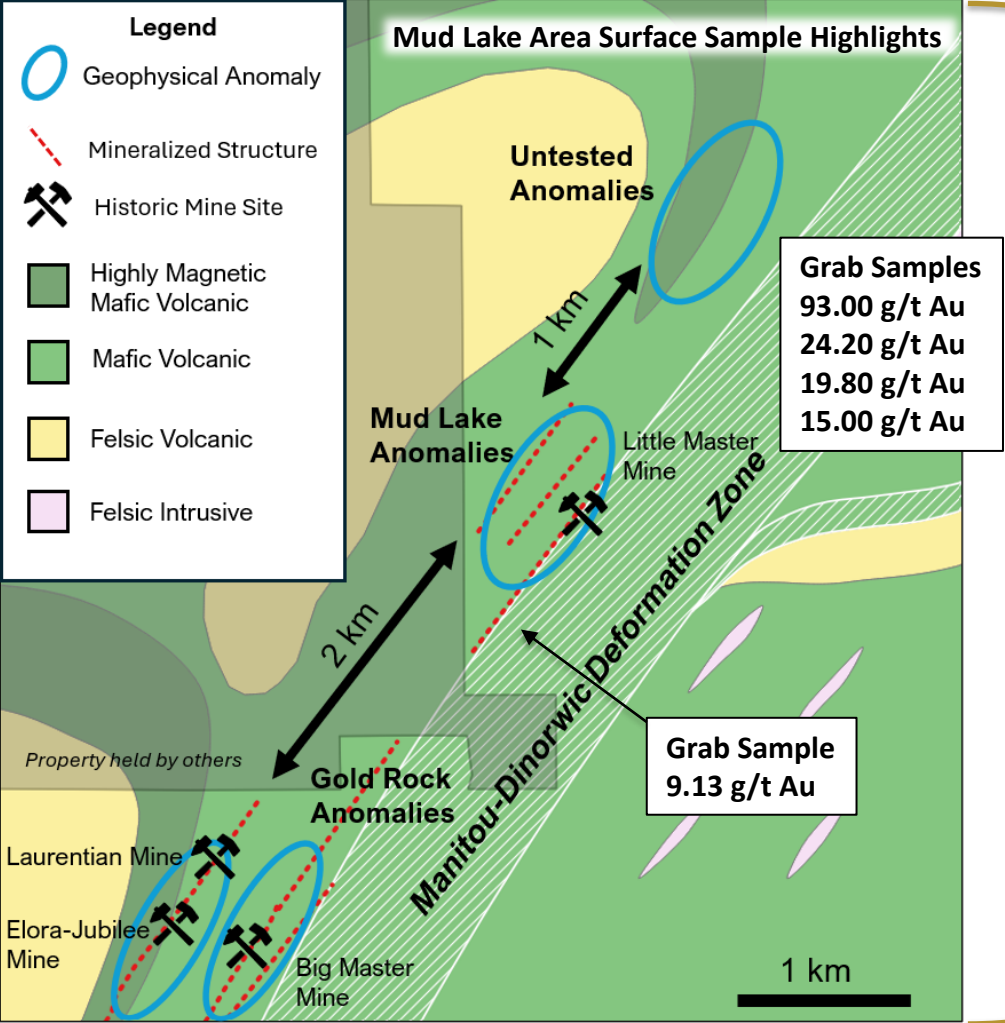 Legend
Geophysical Anomaly
Mineralized Structure
Historic Mine Site
Highly Magnetic
Mafic Volcanic
Mafic Volcanic
Felsic Volcanic
Felsic Intrusive
Mud Lake Area Surface Sample Highlights
Untested
Anomalies
Grab Samples
93.00 g/t Au
24.20 g/t Au
19.80 g/t Au
15.00 g/t Au
1 km
Mud Lake
Anomalies
Little Master
Mine
Manitou-Dinorwic Deformation Zone
2 km
Grab Sample
9.13 g/t Au
Property held by others
Gold Rock
Anomalies
Laurentian Mine
Elora-Jubilee
Mine
Big Master
Mine
1 km